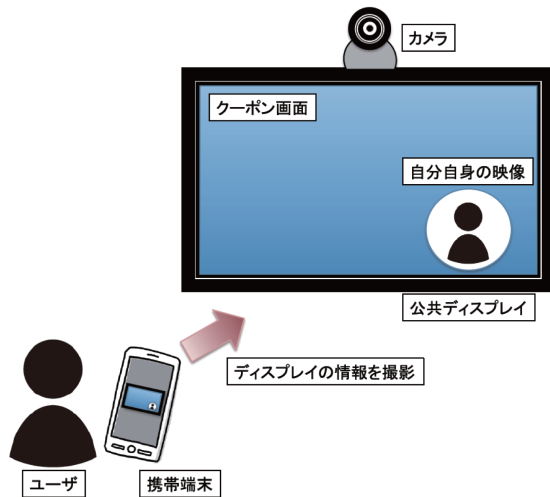 カメラ
クーポン画面
自分自身の映像
公共ディスプレイ
ディスプレイの情報を撮影
ユーザ
携帯端末